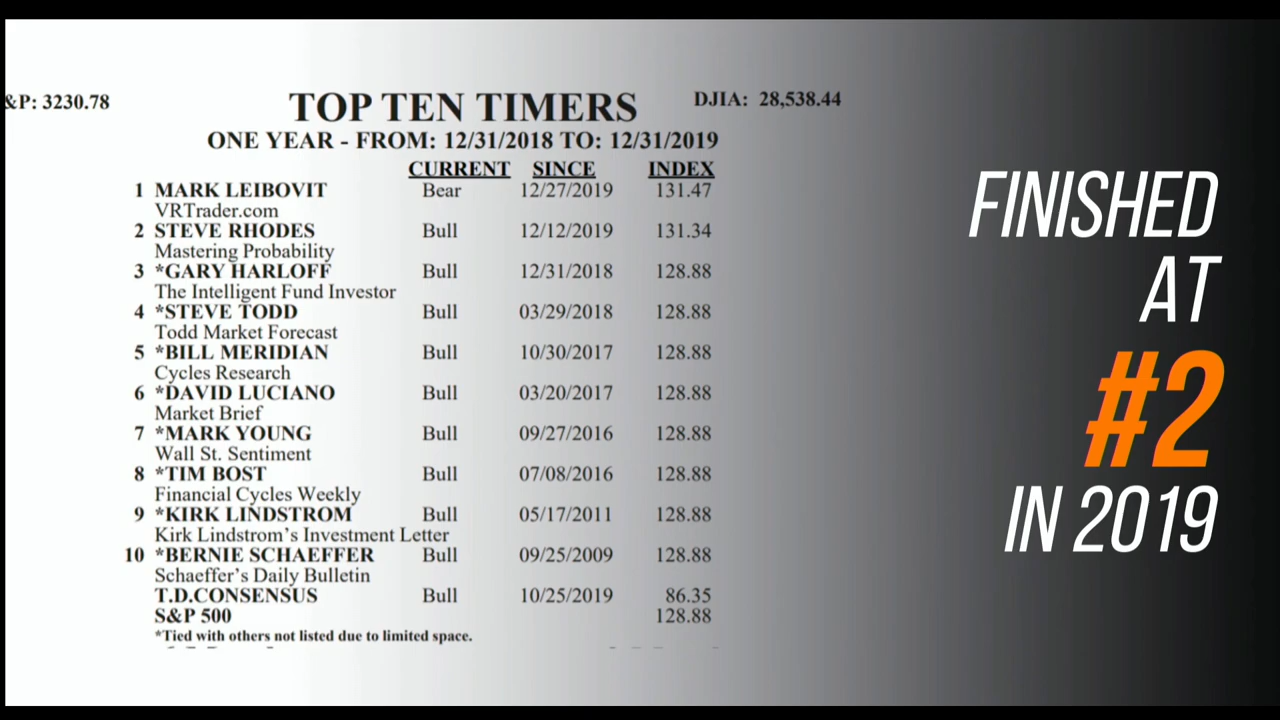 &P: 3230.78
TOP TEN TIMERS
DJIA: 28,538.44
ONE YEAR - FROM: 12/31/2018 TO: 12/31/2019
CURRENT SINCE INDEX
1 MARK LEIBOVIT Bear 12/27/2019 131.47
VRTrader.com
2 STEVE RHODES Bull 12/12/2019 131.34
Mastering Probability
3 *GARY HARLOFF Bull 12/31/2018 128.88
The Intelligent Fund Investor
4 *STEVE TODD Bull 03/29/2018 128.88
Todd Market Forecast
5 *BILL MERIDIAN Bull 10/30/2017 128.88
Cycles Research
6 *DAVID LUCIANO Bull 03/20/2017 128.88
Market Brief
7 *MARK YOUNG Bull 09/27/2016 128.88
Wall St. Sentiment
8 *TIM BOST Bull 07/08/2016 128.88
Financial Cycles Weekly
9 *KIRK LINDSTROM Bull 05/17/2011 128.88
Kirk Lindstrom's Investment Letter
10 *BERNIE SCHAEFFER Bull 09/25/2009 128.88
Schaeffer's Daily Bulletin
T.D.CONSENSUS Bull 10/25/2019 86.35
S&P 500 128.88
*Tied with others not listed due to limited space.
FINISHED
AT
#2
IN 2019